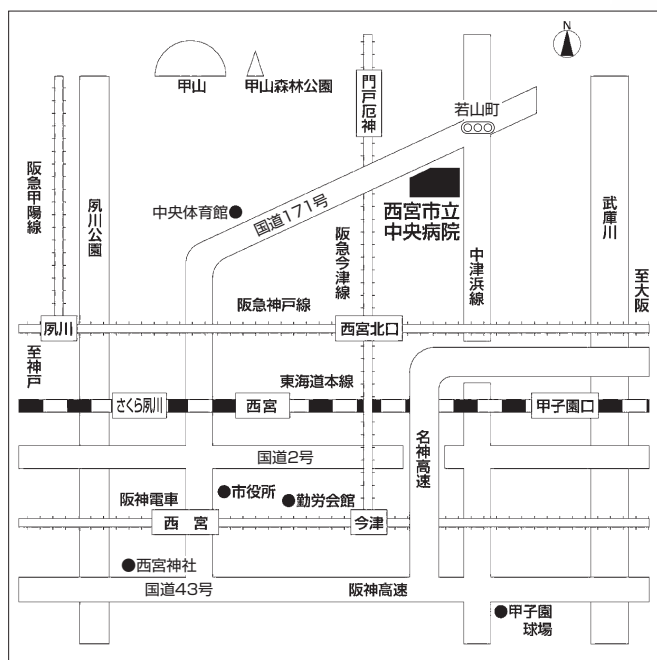 N
甲山
甲山森林公園
門戸厄神
若山町
阪急甲陽線
夙川公園
中央体育館
国道171号
西宮市立
中央病院
武庫川
阪急今津線
中津浜線
至大阪
阪急神戸線
夙川
西宮北口
至神戸
東海道本線
さくら夙川
西宮
甲子園口
名神高速
国道2号
市役所
勤労会館
阪神電車
西宮
今津
西宮神社
国道43号
阪神高速
甲子園
球場